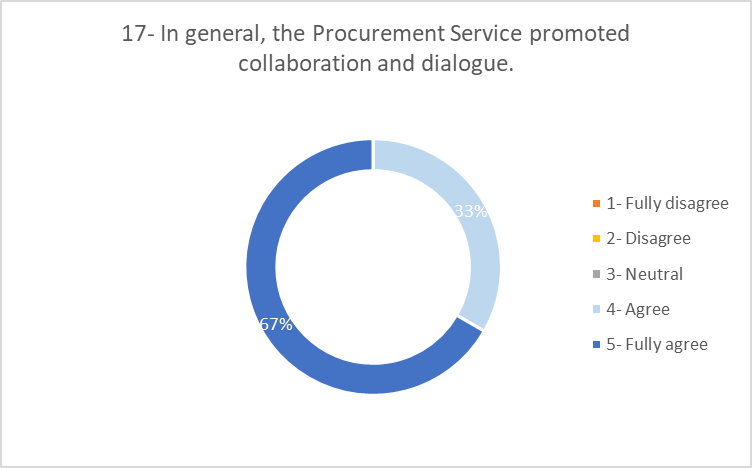 17- In general, the Procurement Service promoted
collaboration and dialogue.
33%
67%
1- Fully disagree
2- Disagree
3- Neutral
4- Agree
5- Fully agree